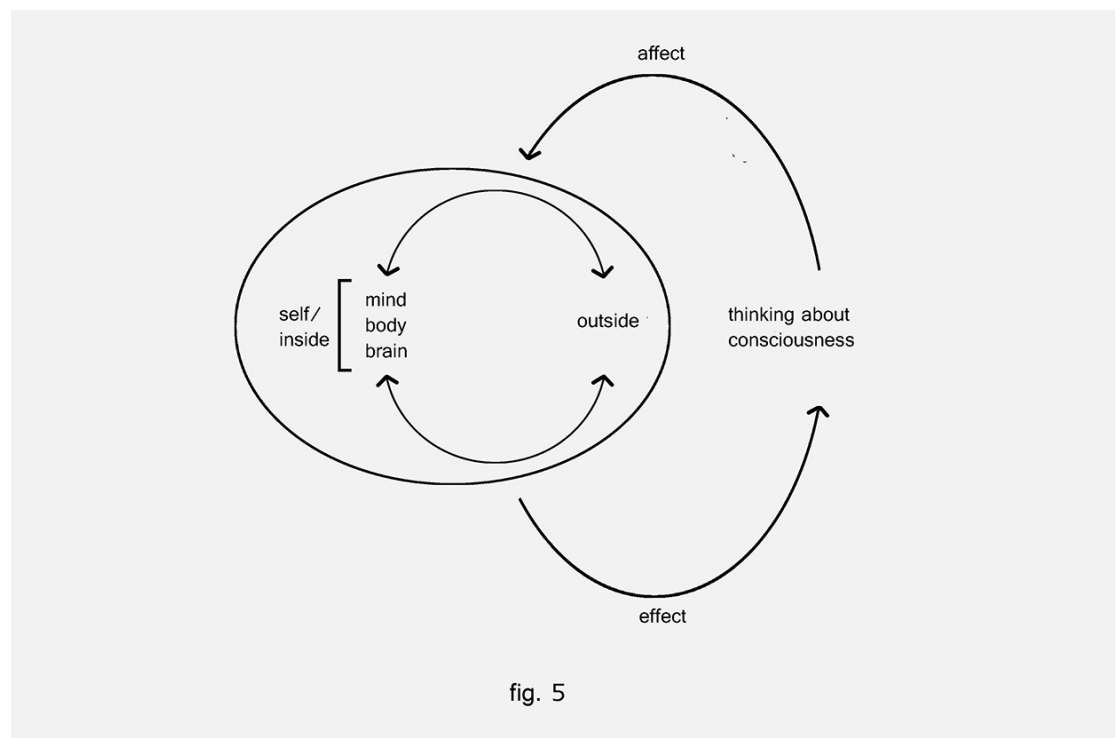 affect
self/
inside
mind
body
brain
outside
thinking about
consciousness
effect
fig. 5